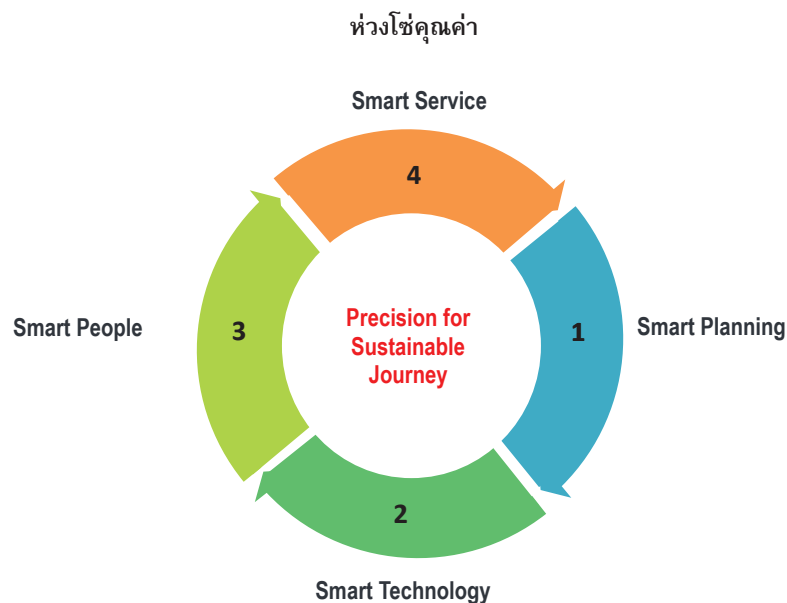 ห่วงโซ่คุณค่า
Smart Service
4
Smart People
3
Precision for
Sustainable
Journey
1
Smart Planning
2
Smart Technology